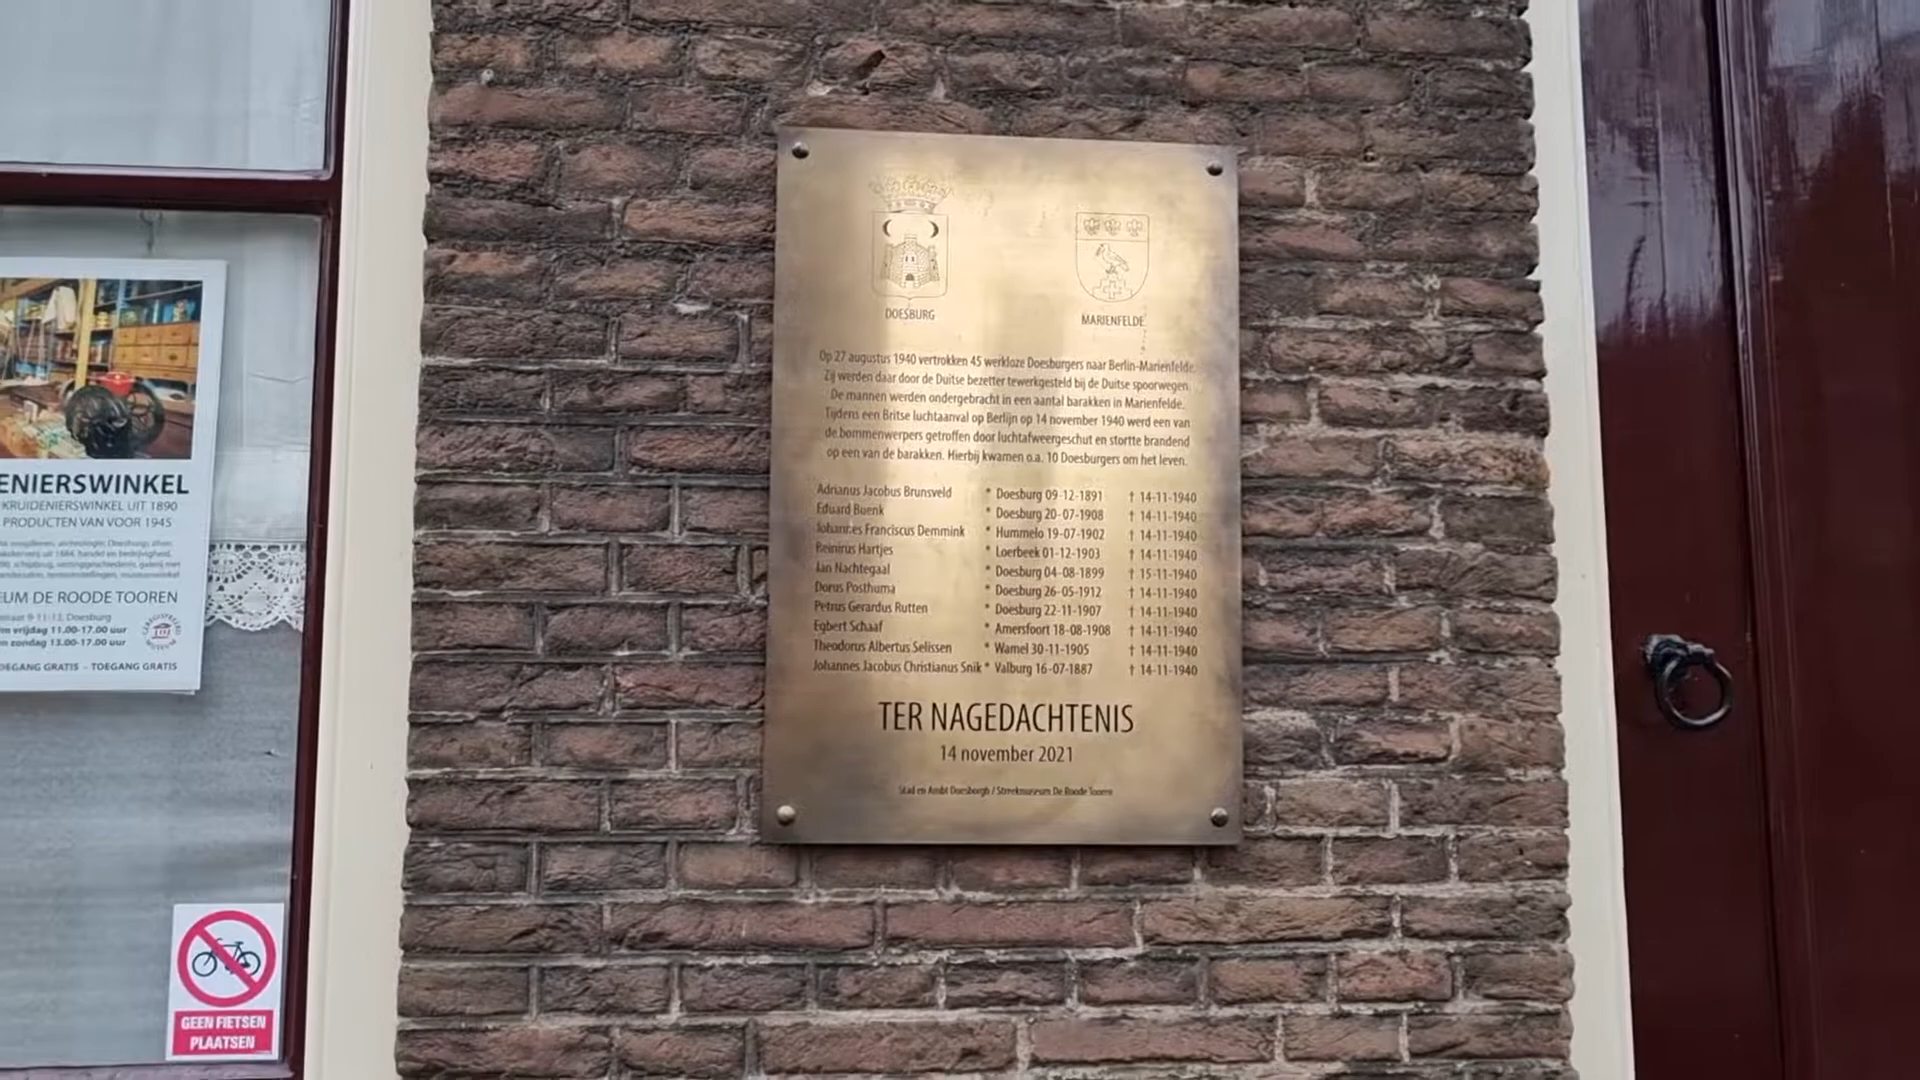 DOESBURG
MARIENFELDE
Op 27 augustus 1940 vertrokken 45 werkloze Doesburgers naar Berlin-Marienfelde.
Zij werden daar door de Duitse bezetter tewerkgesteld bij de Duitse spoorwegen.
De mannen werden ondergebracht in een aantal barakken in Marienfelde.
Tijdens een Britse luchtaanval op Berlijn op 14 november 1940 werd een van
de bommenwerpers getroffen door luchtafweergeschut en stortte brandend
op een van de barakken. Hierbij kwamen o.a. 10 Doesburgers om het leven.
Adrianus Jacobus Brunsveld * Doesburg 09-12-1891 † 14-11-1940
Eduard Buenk * Doesburg 20-07-1908 † 14-11-1940
Johannes Franciscus Demmink * Hummelo 19-07-1902 † 14-11-1940
Reinirus Hartjes * Loerbeek 01-12-1903 † 14-11-1940
Jan Nachtegaal * Doesburg 04-08-1899 † 15-11-1940
Dorus Posthuma * Doesburg 26-05-1912 † 14-11-1940
Petrus Gerardus Rutten * Doesburg 22-11-1907 † 14-11-1940
Egbert Schaaf * Amersfoort 18-08-1908 † 14-11-1940
Theodorus Albertus Selissen * Wamel 30-11-1905 † 14-11-1940
Johannes Jacobus Christianus Snik * Valburg 16-07-1887 † 14-11-1940
TER NAGEDACHTENIS
14 november 2021
Stad en Ambt Doesborgh / Streekmuseum De Roode Tooren
ENIERSWINKEL
KRUIDENIERSWINKEL UIT 1890
PRODUCTEN VAN VOOR 1945
UM DE ROODE TOOREN
straat 9-11-13, Doesburg
m vrijdag 11.00-17.00 uur
n zondag 13.00-17.00 uur
OEGANG GRATIS - TOEGANG GRATIS
GEEN FIETSEN
PLAATSEN